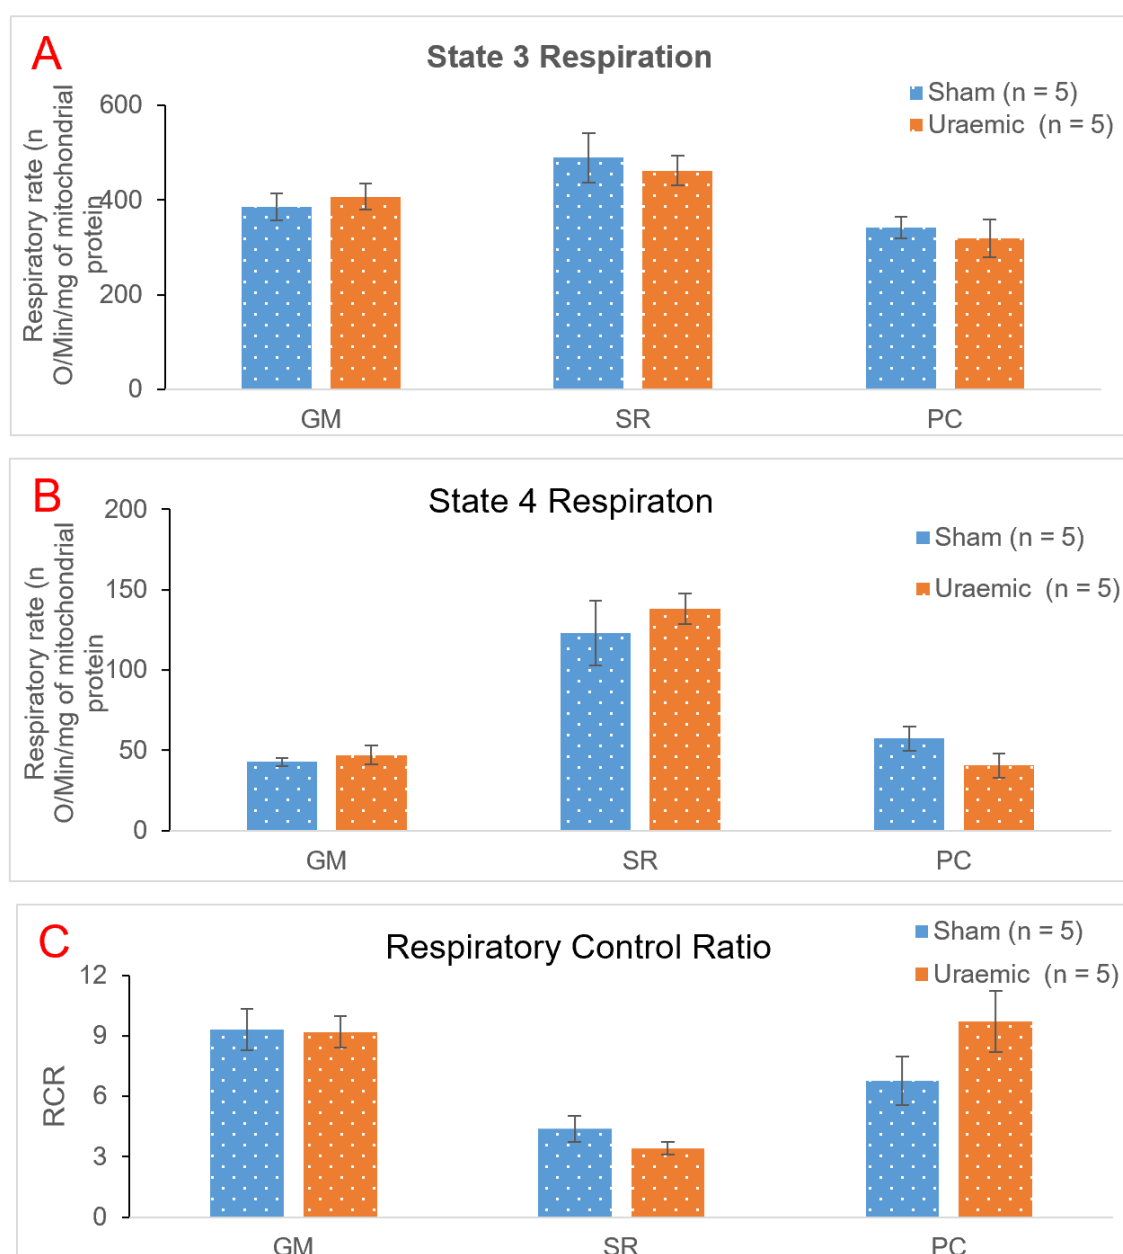 A
State 3 Respiration
Sham (n = 5)
Uraemic (n = 5)
Respiratory rate (n
O/Min/mg of mitochondrial
protein
600
400
200
0
GM
SR
PC
B
State 4 Respiraton
Sham (n = 5)
Uraemic (n = 5)
Respiratory rate (n
O/Min/mg of mitochondrial
protein
200
150
100
50
0
GM
SR
PC
C
Respiratory Control Ratio
Sham (n = 5)
Uraemic (n = 5)
RCR
12
9
6
3
0
GM
SR
PC